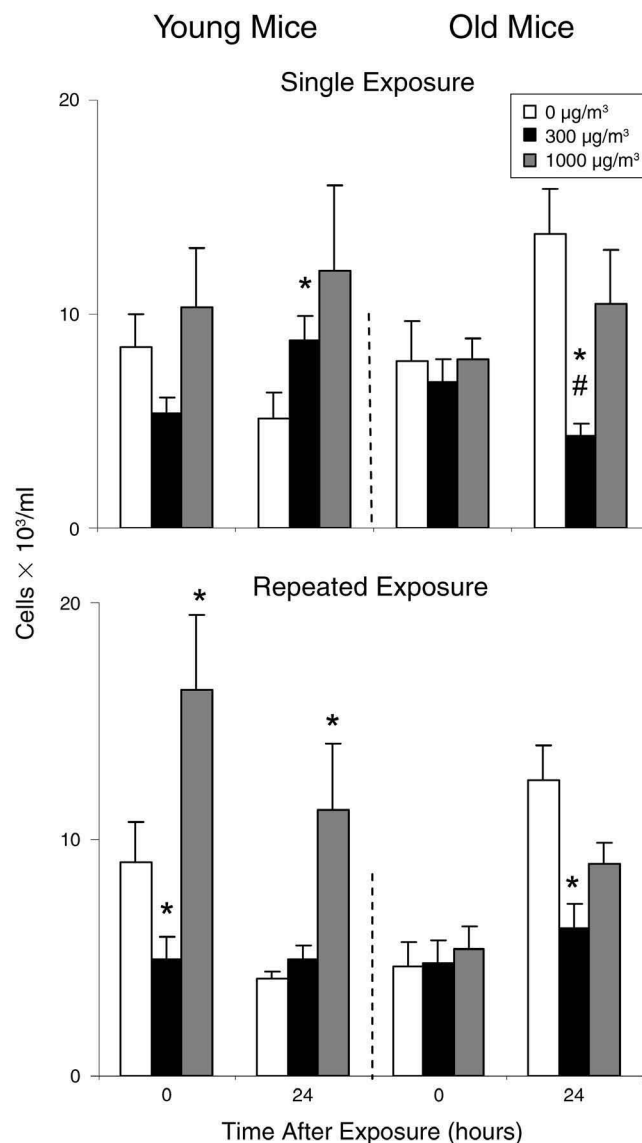 Young Mice Old Mice
Single Exposure
20
0 µg/m³
300 µg/m³
1000 µg/m³
*
*
#
10
0
Cells × 10³/ml
Repeated Exposure
20
*
*
*
*
10
0
0 24 0 24
Time After Exposure (hours)